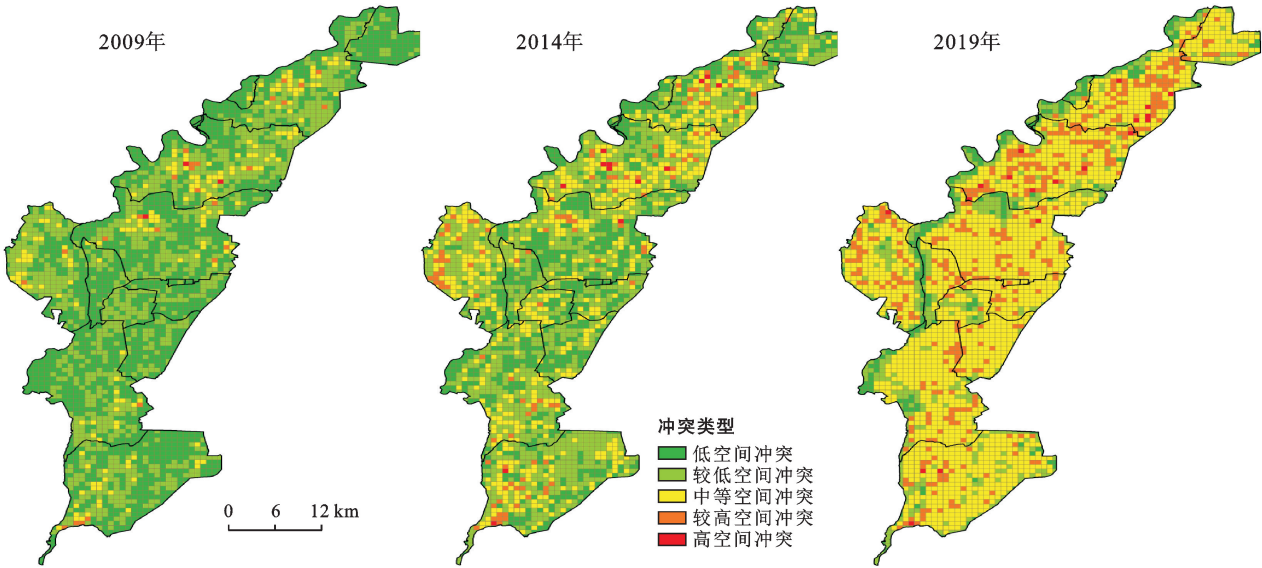 2009年
2014年
2019年
冲突类型
低空间冲突
较低空间冲突
中等空间冲突
较高空间冲突
高空间冲突
0 6 12 km